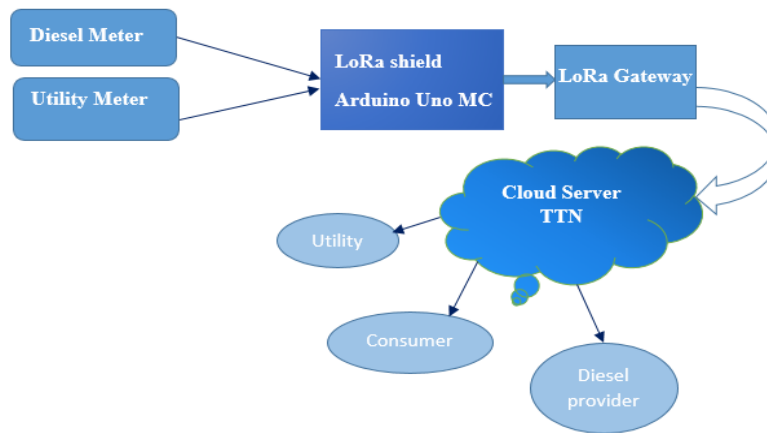 Diesel Meter
Utility Meter
LoRa shield
Arduino Uno MC
LoRa Gateway
Cloud Server
TTN
Utility
Consumer
Diesel
provider